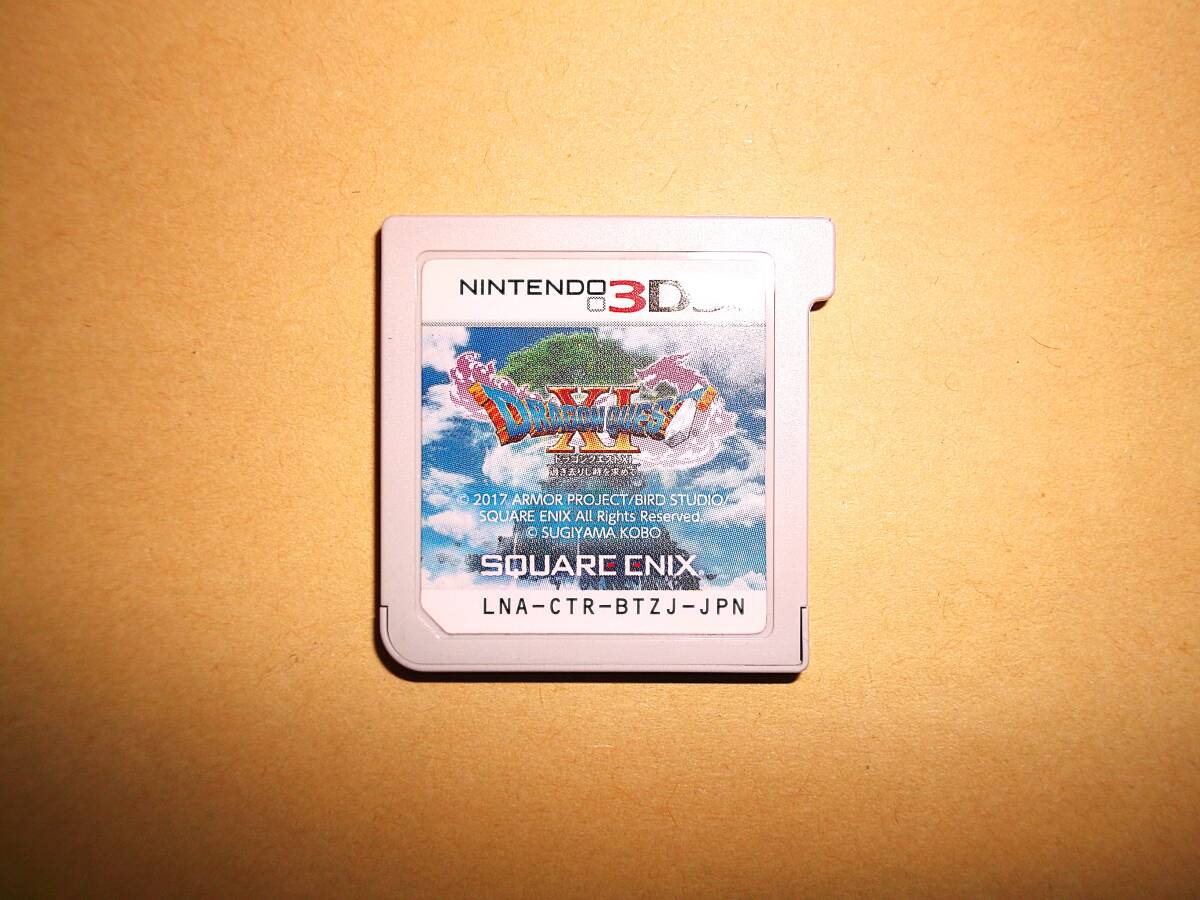 NINTENDO 3DS
DRAGON QUEST
XI
ドラゴンクエストXI
過ぎ去りし時を求めて
© 2017 ARMOR PROJECT/BIRD STUDIO/
SQUARE ENIX All Rights Reserved.
© SUGIYAMA KOBO
SQUARE ENIX.
LNA-CTR-BTZJ-JPN